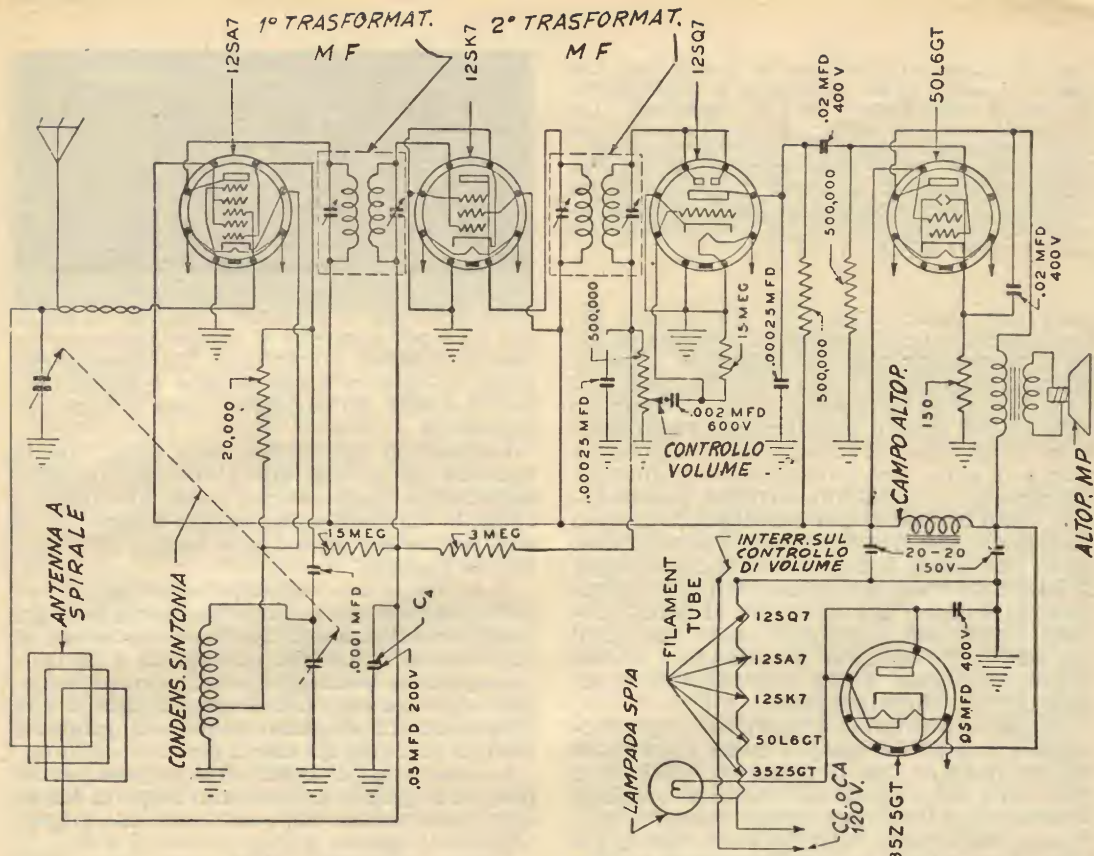 1º TRASFORMAT.
M F
2º TRASFORMAT.
M F
12SA7
12SK7
12SQ7
.02 MFD
400 V
50L6GT
500,000
500,000
.02 MFD
400V
20,000
500,000
15 MEG
.00025 MFD
.00025 MFD
.002 MFD
600V
CONTROLLO
VOLUME
150
CAMPO ALTOP.
ALTOP. MP
ANTENNA A
SPIRALE
CONDENS. SINTONIA
15 MEG
3 MEG
.0001 MFD
C4
.05 MFD 200V
INTERR. SUL
CONTROLLO
DI VOLUME
20-20
150V
FILAMENT
TUBE
12SQ7
12SA7
12SK7
50L6GT
35Z5GT
.05MFD 400V
LAMPADA SPIA
CC. o CA
120 V.
35Z5GT